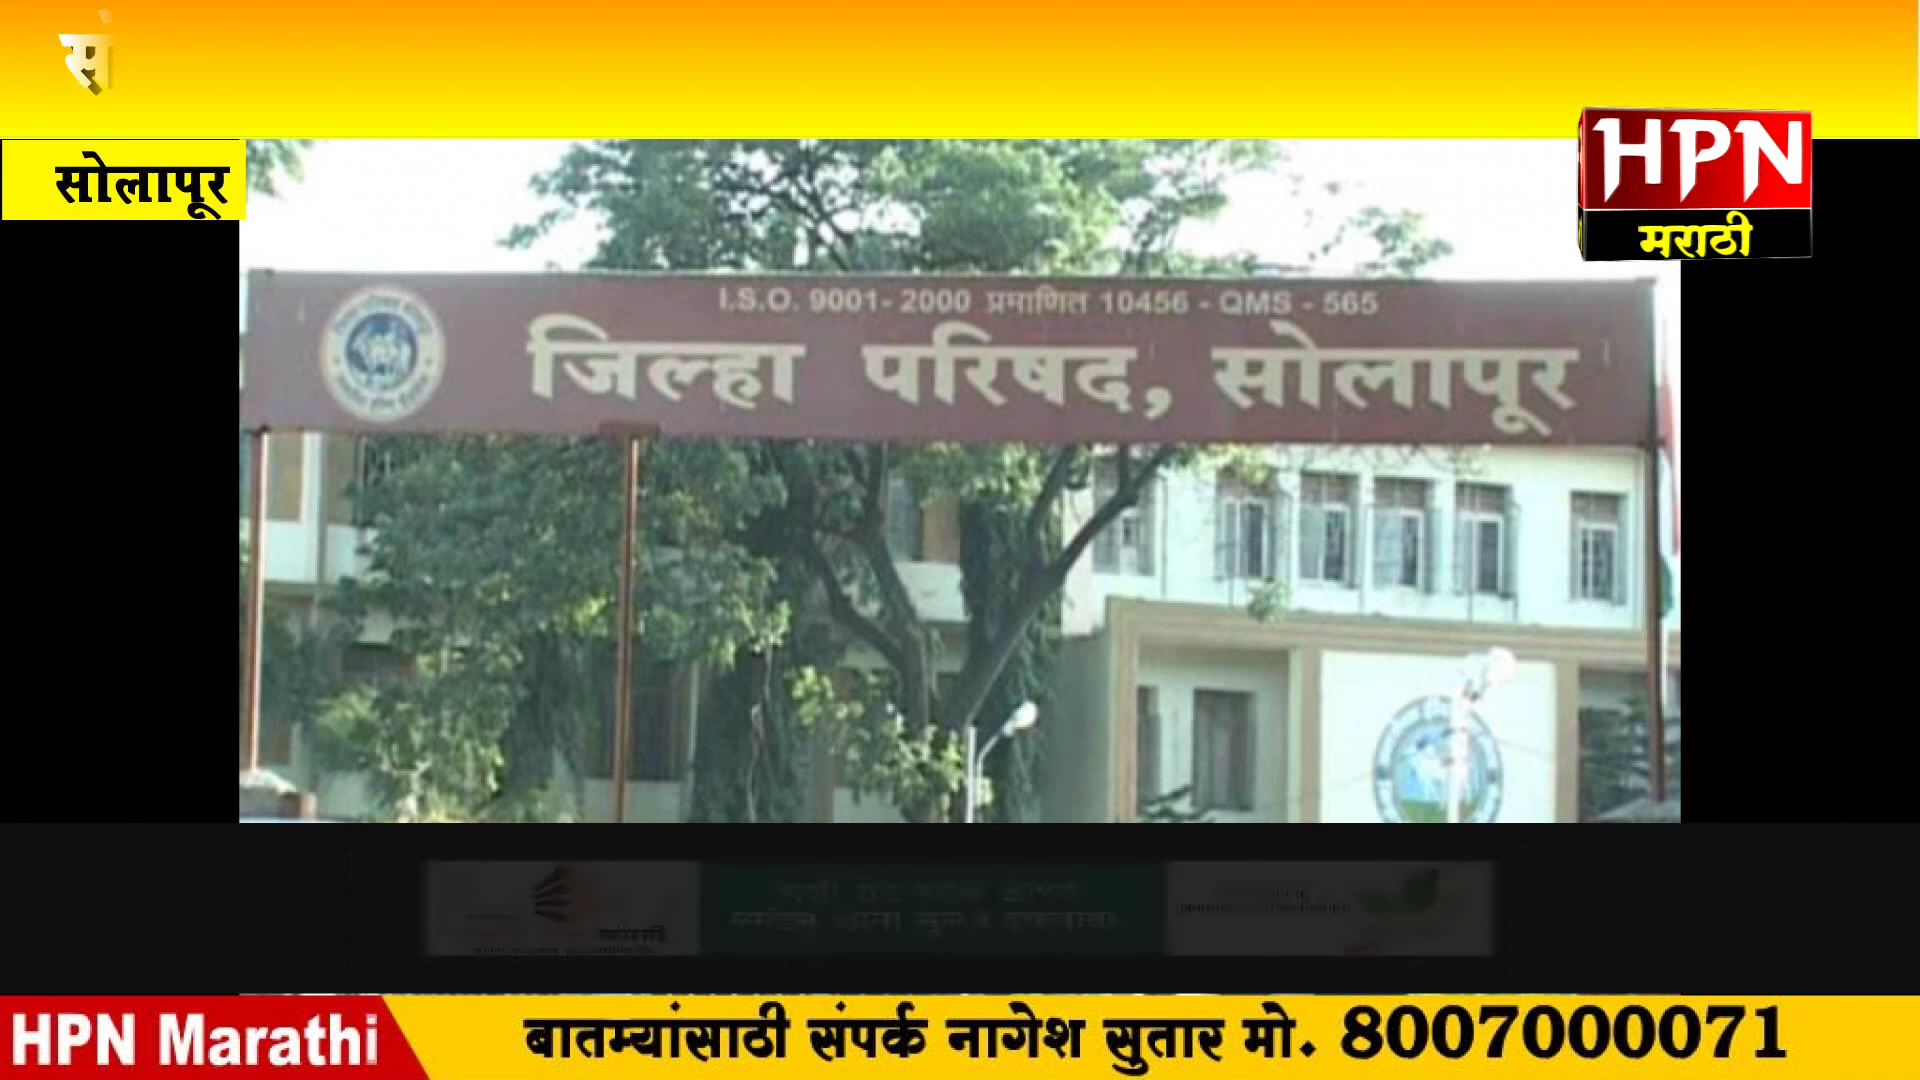 सोलापूर
HPN
मराठी
I.S.O. 9001- 2000 प्रमाणित 10456 - QMS - 565
जिल्हा परिषद, सोलापूर
HPN Marathi
बातम्यांसाठी संपर्क नागेश सुतार मो. 8007000071